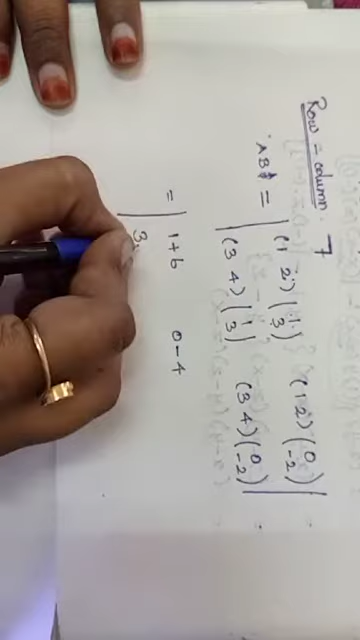 Row - column 7
AB = | (1 2) (1 3) (1 2) (0 -2) |
| (3 4) (1 3) (3 4) (0 -2) |
= | 1+6 0-4
3